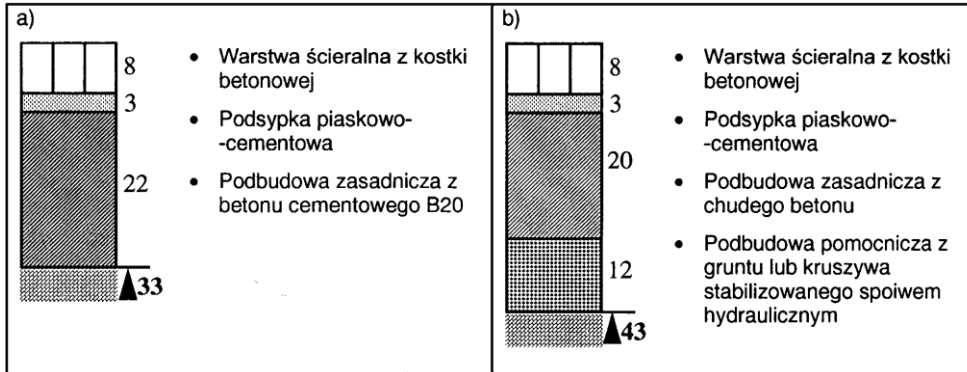 a)
8
3
22
33
• Warstwa ścieralna z kostki
betonowej
• Podsypka piaskowo-
-cementowa
• Podbudowa zasadnicza z
betonu cementowego B20
b)
8
3
20
12
43
• Warstwa ścieralna z kostki
betonowej
• Podsypka piaskowo-
-cementowa
• Podbudowa zasadnicza z
chudego betonu
• Podbudowa pomocnicza z
gruntu lub kruszywa
stabilizowanego spoiwem
hydraulicznym